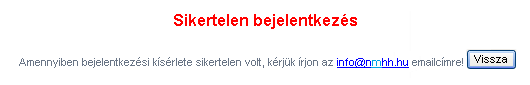 Sikertelen bejelentkezés
Amennyiben bejelentkezési kísérlete sikertelen volt, kérjük írjon az info@nmhh.hu emailcímre! Vissza